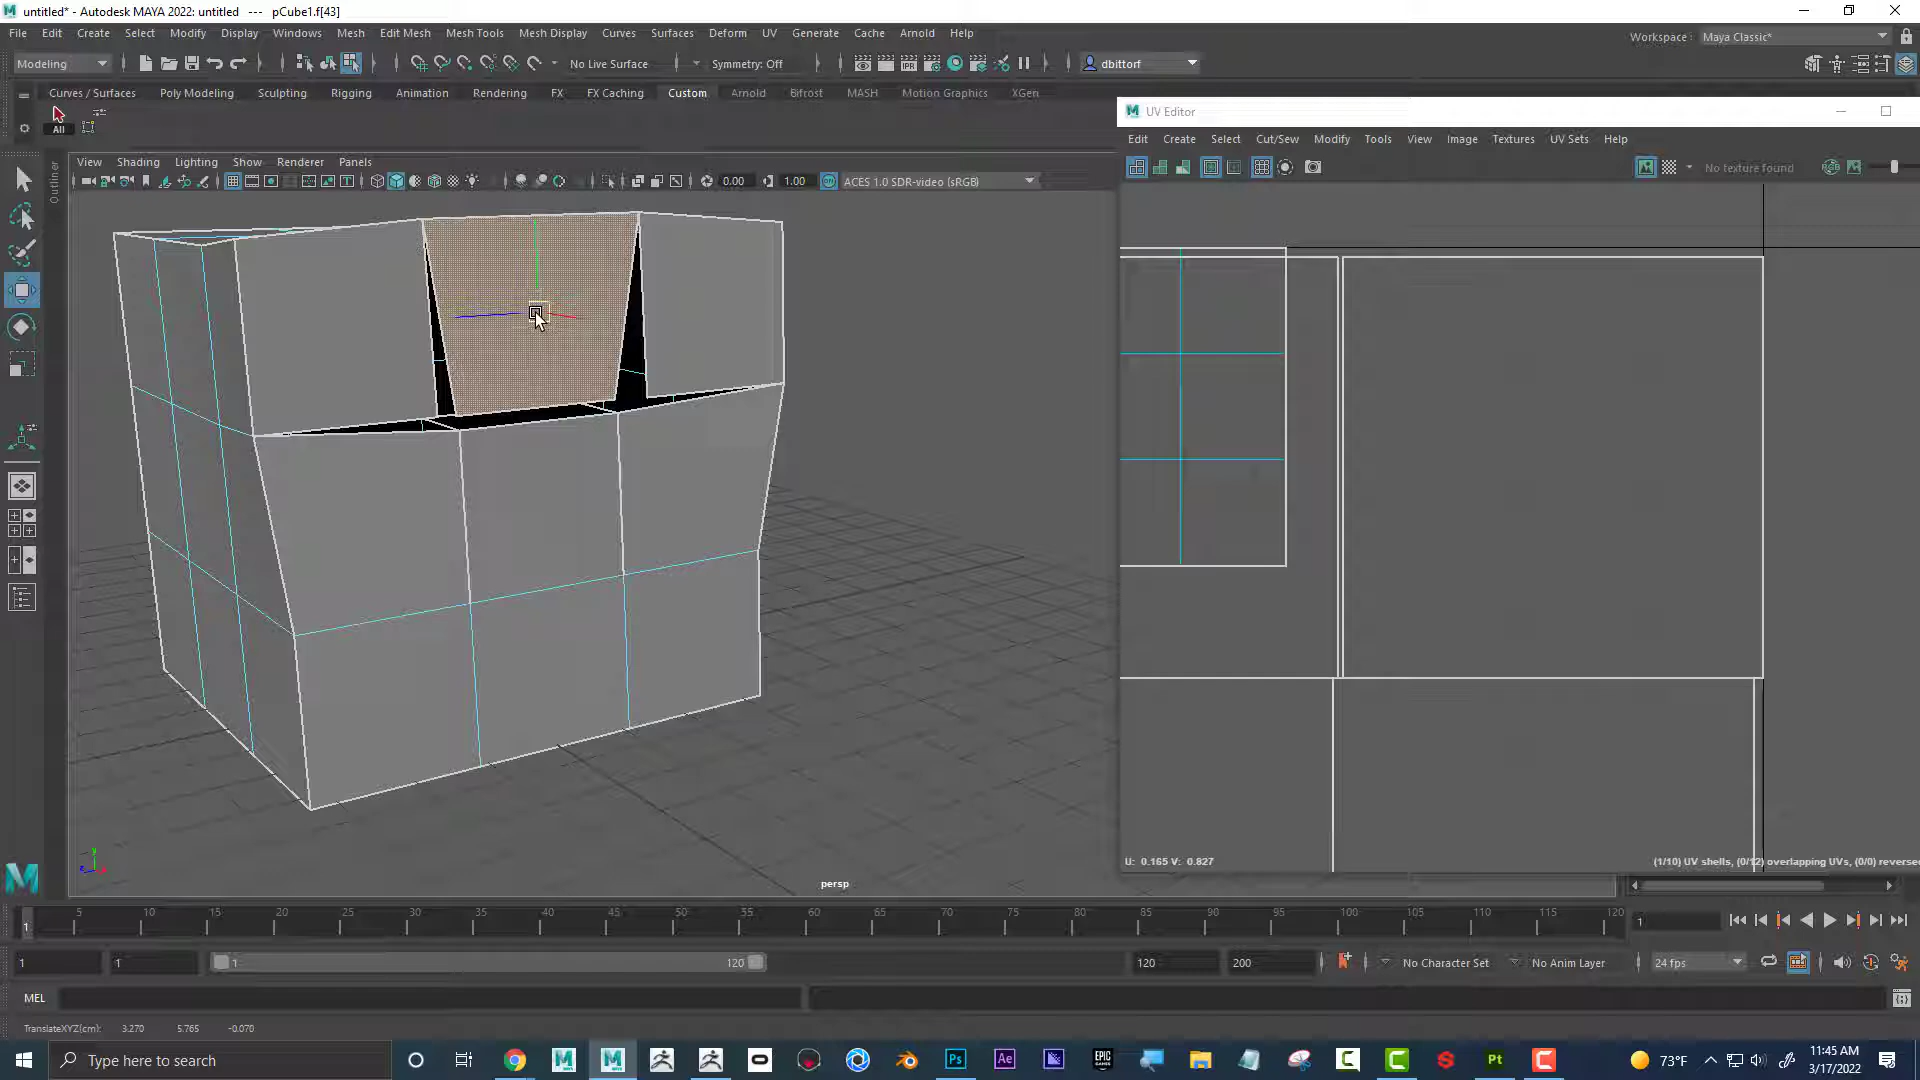 untitled* - Autodesk MAYA 2022: untitled --- pCube1.f[43]
File Edit Create Select Modify Display Windows Mesh Edit Mesh Mesh Tools Mesh Display Curves Surfaces Deform UV Generate Cache Arnold Help
Workspace : Maya Classic*
Modeling
No Live Surface
Symmetry: Off
dbittorf
Curves / Surfaces Poly Modeling Sculpting Rigging Animation Rendering FX FX Caching Custom Arnold Bifrost MASH Motion Graphics XGen
All
UV Editor
Edit Create Select Cut/Sew Modify Tools View Image Textures UV Sets Help
No texture found
View Shading Lighting Show Renderer Panels
0.00 1.00 ACES 1.0 SDR-video (sRGB)
Outliner
U: 0.165 V: 0.827
(1/10) UV shells, (0/12) overlapping UVs, (0/0) reverse
persp
5 10 15 20 25 30 35 40 45 50 55 60 65 70 75 80 85 90 95 100 105 110 115 120
1
1
1 1 1 120 120 200 No Character Set No Anim Layer 24 fps
MEL
TranslateXYZ(cm): 3.270 5.765 -0.070
Type here to search
Ps Ae EPIC GAMES C C S Pt C
73°F
11:45 AM
3/17/2022